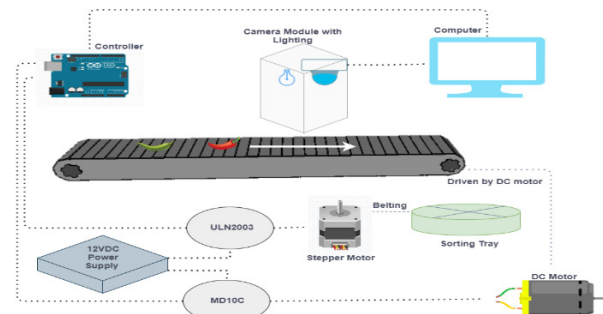 Controller
Camera Module with
Lighting
Computer
Driven by DC motor
ULN2003
Belting
Stepper Motor
Sorting Tray
12VDC
Power
Supply
MD10C
DC Motor